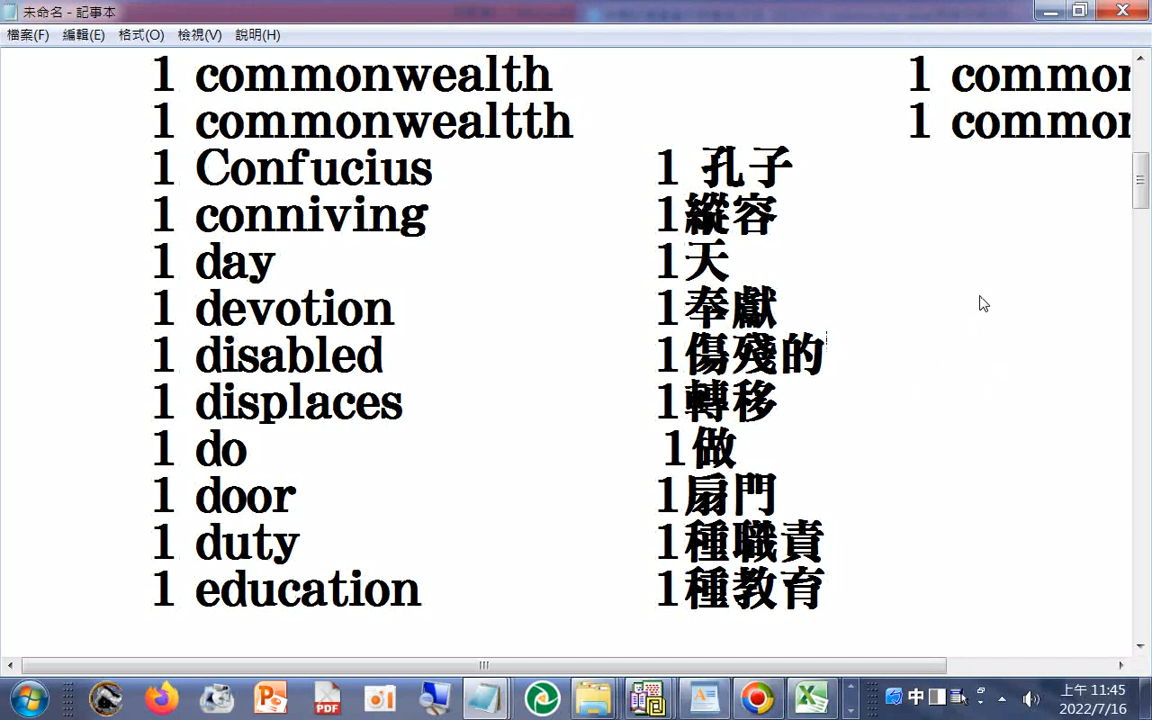 未命名 - 記事本
檔案(F) 編輯(E) 格式(O) 檢視(V) 說明(H)
1 commonwealth 1 common
1 commonwealtth 1 common
1 Confucius 1 孔子
1 conniving 1縱容
1 day 1天
1 devotion 1奉獻
1 disabled 1傷殘的
1 displaces 1轉移
1 do 1做
1 door 1扇門
1 duty 1種職責
1 education 1種教育
PDF 中 上午 11:45
2022/7/16